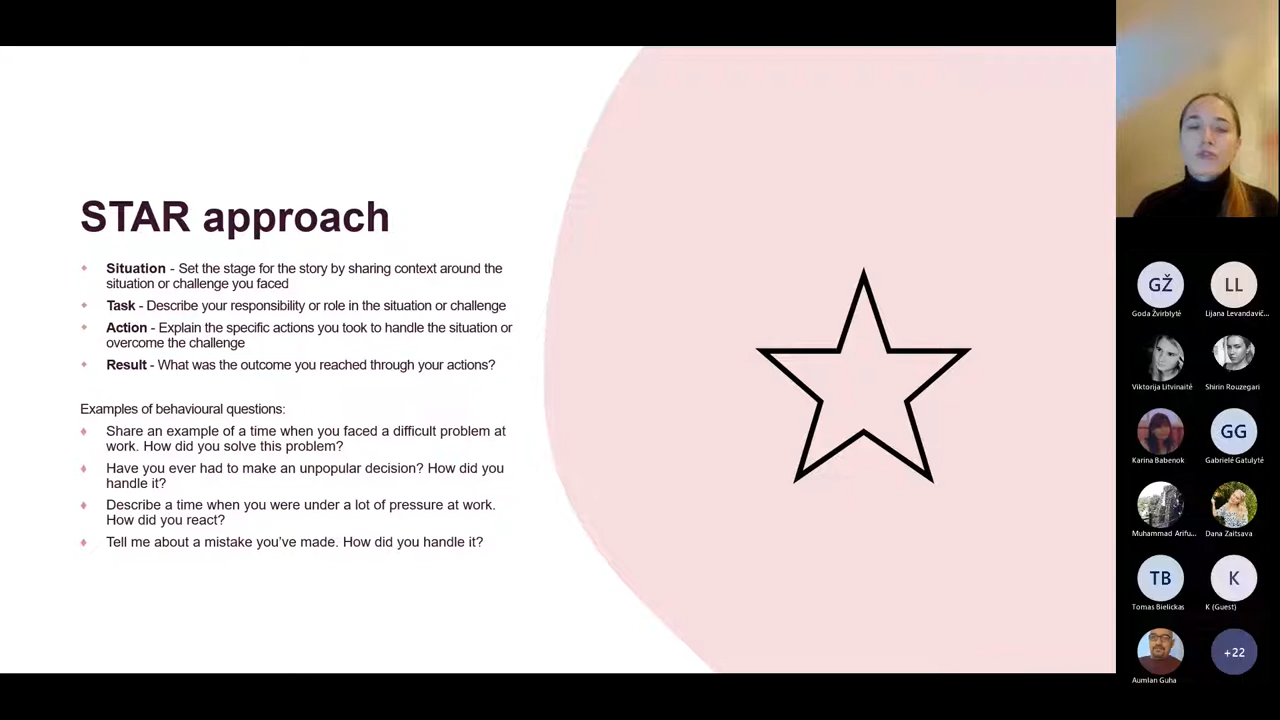 STAR approach
Situation - Set the stage for the story by sharing context around the
situation or challenge you faced
Task - Describe your responsibility or role in the situation or challenge
Action - Explain the specific actions you took to handle the situation or
overcome the challenge
Result - What was the outcome you reached through your actions?
Examples of behavioural questions:
Share an example of a time when you faced a difficult problem at
work. How did you solve this problem?
Have you ever had to make an unpopular decision? How did you
handle it?
Describe a time when you were under a lot of pressure at work.
How did you react?
Tell me about a mistake you’ve made. How did you handle it?
GŽ LL
Goda Žvirblytė Lijana Levandavič...
Viktorija Litvinaitė Shirin Rouzegari
GG
Karina Babenok Gabrielė Gatulytė
Muhammad Arifu... Dana Zaitsava
TB K
Tomas Bielickas K (Guest)
+22
Aumlan Guha